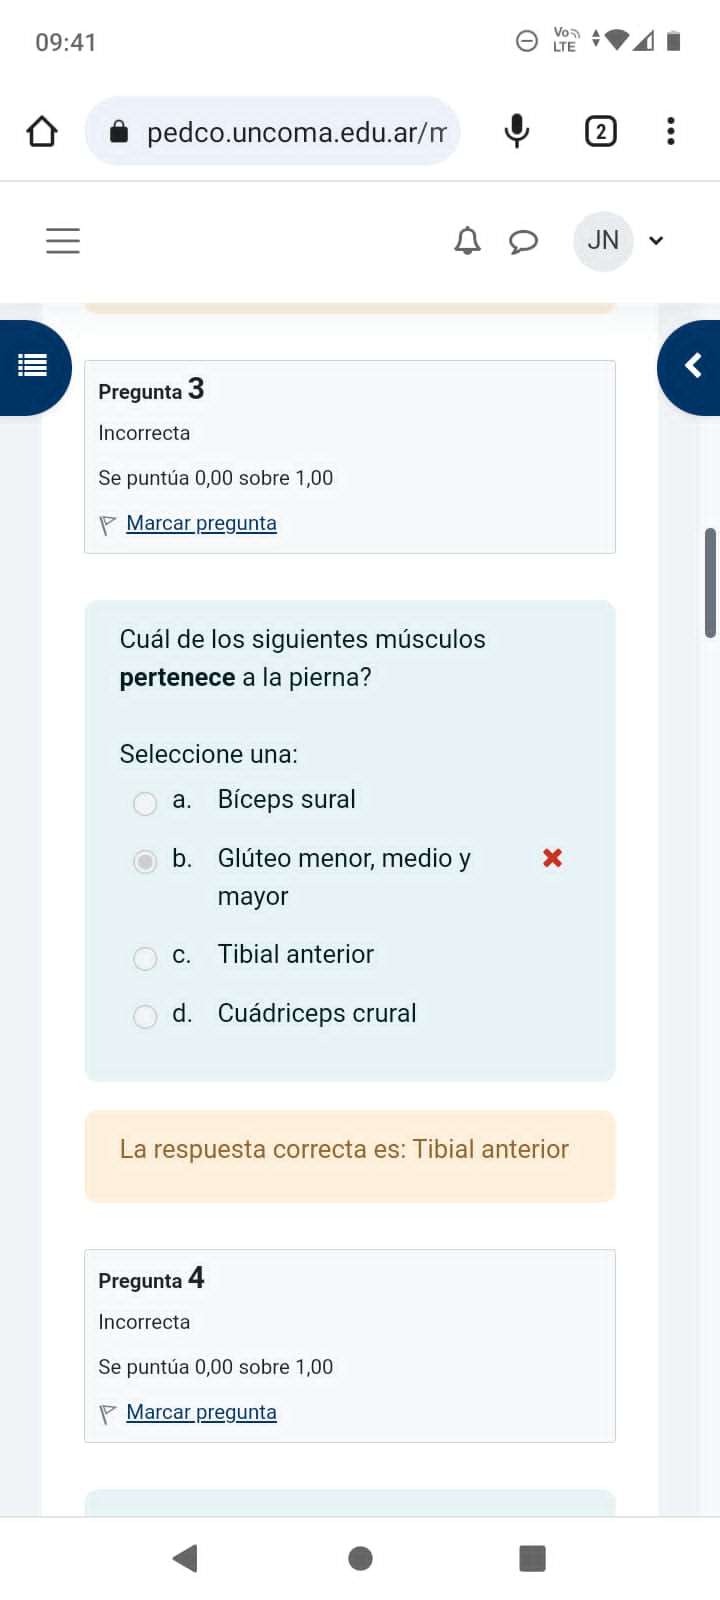 09:41
Vo
LTE
pedco.uncoma.edu.ar/m
2
JN
Pregunta 3
Incorrecta
Se puntúa 0,00 sobre 1,00
Marcar pregunta
Cuál de los siguientes músculos
pertenece a la pierna?
Seleccione una:
a. Bíceps sural
b. Glúteo menor, medio y
mayor
c. Tibial anterior
d. Cuádriceps crural
La respuesta correcta es: Tibial anterior
Pregunta 4
Incorrecta
Se puntúa 0,00 sobre 1,00
Marcar pregunta